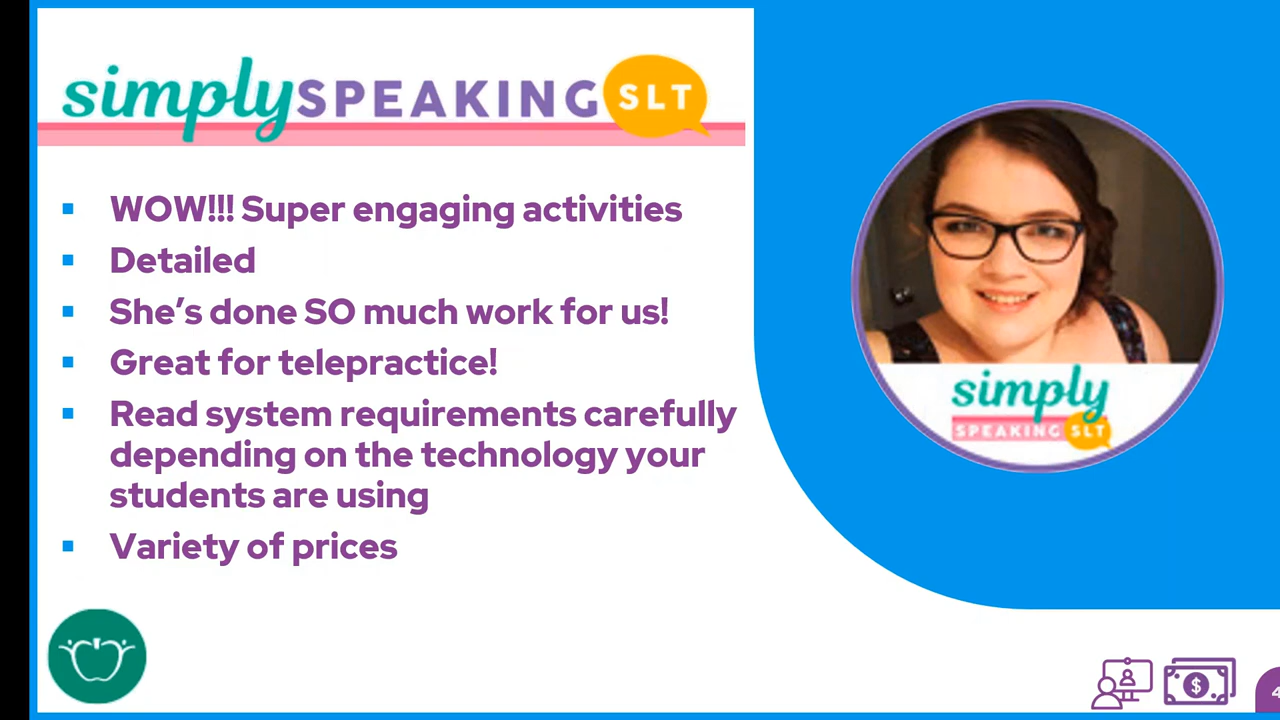 simplySPEAKING SLT
WOW!!! Super engaging activities
Detailed
She’s done SO much work for us!
Great for telepractice!
Read system requirements carefully
depending on the technology your
students are using
Variety of prices
simply
SPEAKING SLT
$
4